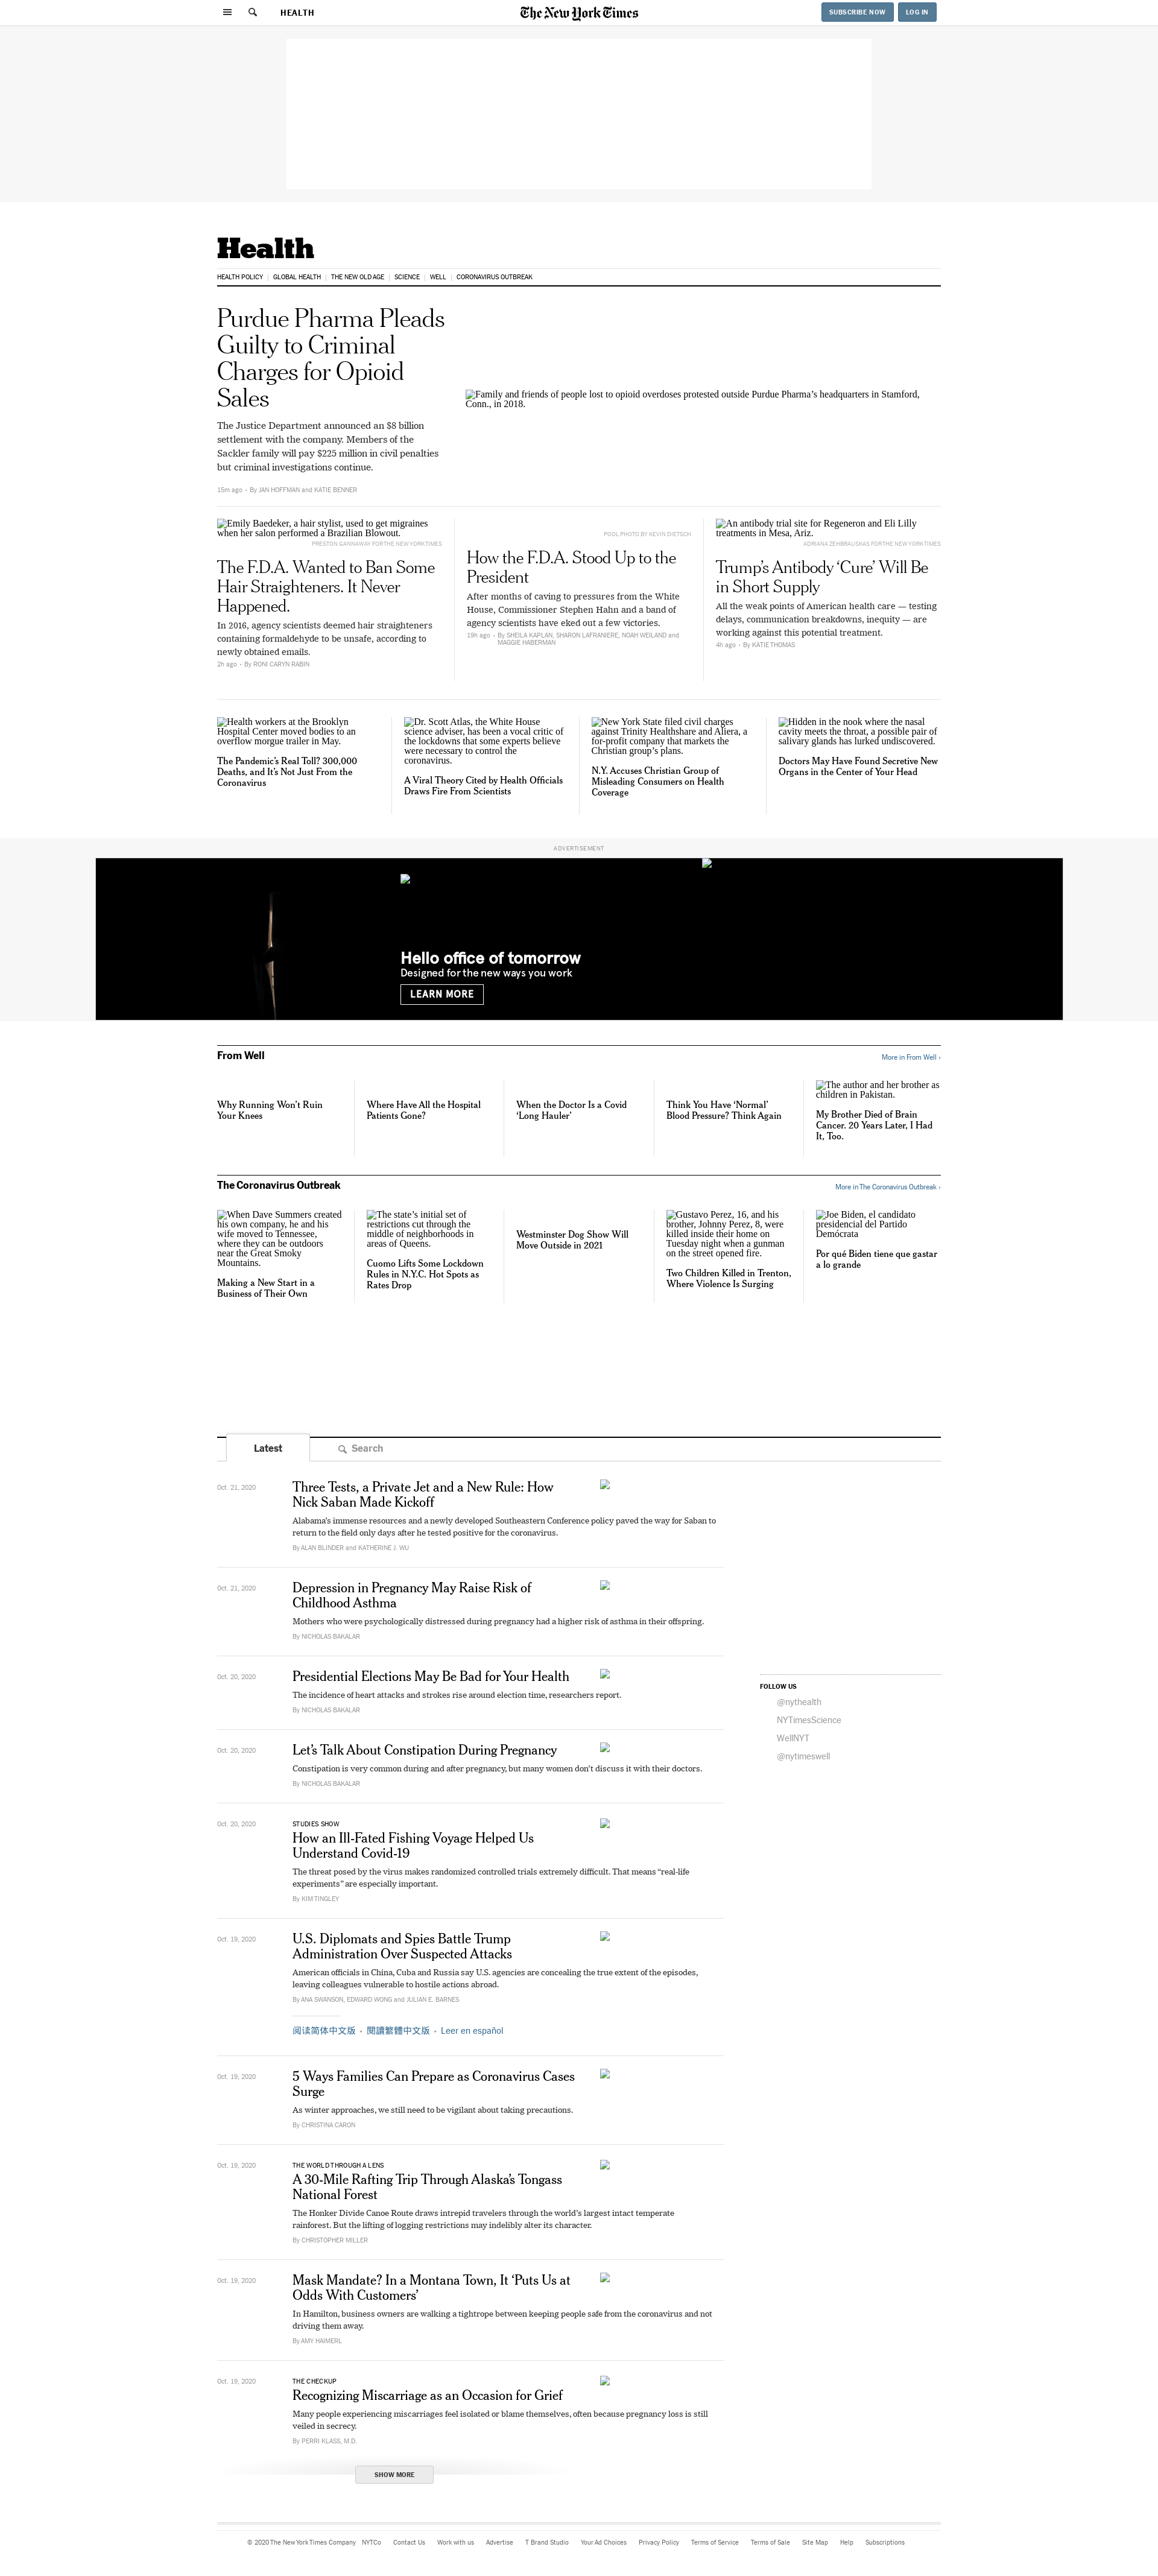 HEALTH
The New York Times
SUBSCRIBE NOW
LOG IN
Health
HEALTH POLICY
GLOBAL HEALTH
THE NEW OLD AGE
SCIENCE
WELL
CORONAVIRUS OUTBREAK
Purdue Pharma Pleads
Guilty to Criminal
Charges for Opioid
Sales
The Justice Department announced an $8 billion
settlement with the company. Members of the
Sackler family will pay $225 million in civil penalties
but criminal investigations continue.
15m ago · By JAN HOFFMAN and KATIE BENNER
Family and friends of people lost to opioid overdoses protested outside Purdue Pharma’s headquarters in Stamford,
Conn., in 2018.
Emily Baedeker, a hair stylist, used to get migraines
when her salon performed a Brazilian Blowout.
PRESTON GANNAWAY FOR THE NEW YORK TIMES
The F.D.A. Wanted to Ban Some
Hair Straighteners. It Never
Happened.
In 2016, agency scientists deemed hair straighteners
containing formaldehyde to be unsafe, according to
newly obtained emails.
2h ago · By RONI CARYN RABIN
POOL PHOTO BY KEVIN DIETSCH
How the F.D.A. Stood Up to the
President
After months of caving to pressures from the White
House, Commissioner Stephen Hahn and a band of
agency scientists have eked out a few victories.
19h ago · By SHEILA KAPLAN, SHARON LAFRANIERE, NOAH WEILAND and
MAGGIE HABERMAN
An antibody trial site for Regeneron and Eli Lilly
treatments in Mesa, Ariz.
ADRIANA ZEHBRAUSKAS FOR THE NEW YORK TIMES
Trump’s Antibody ‘Cure’ Will Be
in Short Supply
All the weak points of American health care — testing
delays, communication breakdowns, inequity — are
working against this potential treatment.
4h ago · By KATIE THOMAS
Health workers at the Brooklyn
Hospital Center moved bodies to an
overflow morgue trailer in May.
The Pandemic’s Real Toll? 300,000
Deaths, and It’s Not Just From the
Coronavirus
Dr. Scott Atlas, the White House
science adviser, has been a vocal critic of
the lockdowns that some experts believe
were necessary to control the
coronavirus.
A Viral Theory Cited by Health Officials
Draws Fire From Scientists
New York State filed civil charges
against Trinity Healthshare and Aliera, a
for-profit company that markets the
Christian group’s plans.
N.Y. Accuses Christian Group of
Misleading Consumers on Health
Coverage
Hidden in the nook where the nasal
cavity meets the throat, a possible pair of
salivary glands has lurked undiscovered.
Doctors May Have Found Secretive New
Organs in the Center of Your Head
ADVERTISEMENT
Hello office of tomorrow
Designed for the new ways you work
LEARN MORE
From Well
More in From Well ›
Why Running Won’t Ruin
Your Knees
Where Have All the Hospital
Patients Gone?
When the Doctor Is a Covid
‘Long Hauler’
Think You Have ‘Normal’
Blood Pressure? Think Again
The author and her brother as
children in Pakistan.
My Brother Died of Brain
Cancer. 20 Years Later, I Had
It, Too.
The Coronavirus Outbreak
More in The Coronavirus Outbreak ›
When Dave Summers created
his own company, he and his
wife moved to Tennessee,
where they can be outdoors
near the Great Smoky
Mountains.
Making a New Start in a
Business of Their Own
The state’s initial set of
restrictions cut through the
middle of neighborhoods in
areas of Queens.
Cuomo Lifts Some Lockdown
Rules in N.Y.C. Hot Spots as
Rates Drop
Westminster Dog Show Will
Move Outside in 2021
Gustavo Perez, 16, and his
brother, Johnny Perez, 8, were
killed inside their home on
Tuesday night when a gunman
on the street opened fire.
Two Children Killed in Trenton,
Where Violence Is Surging
Joe Biden, el candidato
presidencial del Partido
Demócrata
Por qué Biden tiene que gastar
a lo grande
Latest
Search
Oct. 21, 2020
Three Tests, a Private Jet and a New Rule: How
Nick Saban Made Kickoff
Alabama’s immense resources and a newly developed Southeastern Conference policy paved the way for Saban to
return to the field only days after he tested positive for the coronavirus.
By ALAN BLINDER and KATHERINE J. WU
Oct. 21, 2020
Depression in Pregnancy May Raise Risk of
Childhood Asthma
Mothers who were psychologically distressed during pregnancy had a higher risk of asthma in their offspring.
By NICHOLAS BAKALAR
Oct. 20, 2020
Presidential Elections May Be Bad for Your Health
The incidence of heart attacks and strokes rise around election time, researchers report.
By NICHOLAS BAKALAR
FOLLOW US
@nythealth
NYTimesScience
WellNYT
@nytimeswell
Oct. 20, 2020
Let’s Talk About Constipation During Pregnancy
Constipation is very common during and after pregnancy, but many women don’t discuss it with their doctors.
By NICHOLAS BAKALAR
Oct. 20, 2020
STUDIES SHOW
How an Ill-Fated Fishing Voyage Helped Us
Understand Covid-19
The threat posed by the virus makes randomized controlled trials extremely difficult. That means “real-life
experiments” are especially important.
By KIM TINGLEY
Oct. 19, 2020
U.S. Diplomats and Spies Battle Trump
Administration Over Suspected Attacks
American officials in China, Cuba and Russia say U.S. agencies are concealing the true extent of the episodes,
leaving colleagues vulnerable to hostile actions abroad.
By ANA SWANSON, EDWARD WONG and JULIAN E. BARNES
阅读简体中文版 · 閱讀繁體中文版 · Leer en español
Oct. 19, 2020
5 Ways Families Can Prepare as Coronavirus Cases
Surge
As winter approaches, we still need to be vigilant about taking precautions.
By CHRISTINA CARON
Oct. 19, 2020
THE WORLD THROUGH A LENS
A 30-Mile Rafting Trip Through Alaska’s Tongass
National Forest
The Honker Divide Canoe Route draws intrepid travelers through the world’s largest intact temperate
rainforest. But the lifting of logging restrictions may indelibly alter its character.
By CHRISTOPHER MILLER
Oct. 19, 2020
Mask Mandate? In a Montana Town, It ‘Puts Us at
Odds With Customers’
In Hamilton, business owners are walking a tightrope between keeping people safe from the coronavirus and not
driving them away.
By AMY HAIMERL
Oct. 19, 2020
THE CHECKUP
Recognizing Miscarriage as an Occasion for Grief
Many people experiencing miscarriages feel isolated or blame themselves, often because pregnancy loss is still
veiled in secrecy.
By PERRI KLASS, M.D.
SHOW MORE
© 2020 The New York Times Company
NYTCo
Contact Us
Work with us
Advertise
T Brand Studio
Your Ad Choices
Privacy Policy
Terms of Service
Terms of Sale
Site Map
Help
Subscriptions